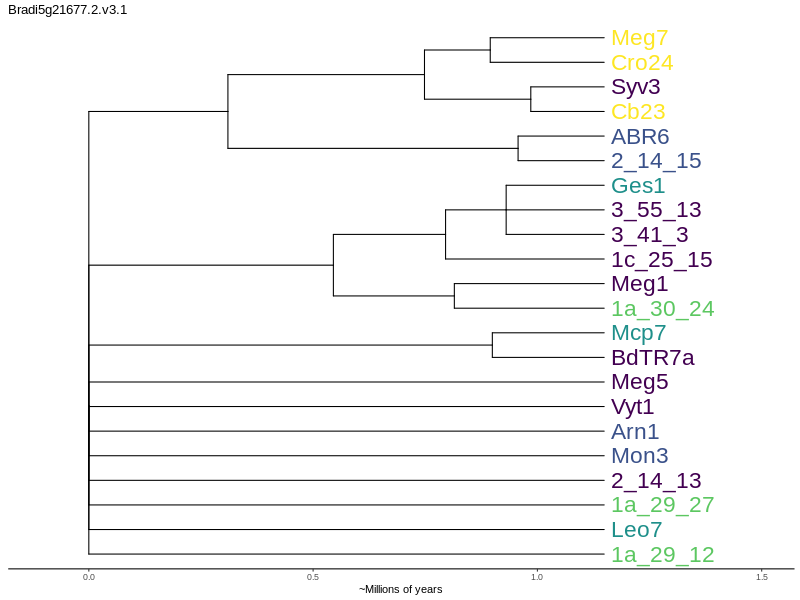 Bradi5g21677.2.v3.1
Meg7
Cro24
Syv3
Cb23
ABR6
2_14_15
Ges1
3_55_13
3_41_3
1c_25_15
Meg1
1a_30_24
Mcp7
BdTR7a
Meg5
Vyt1
Arn1
Mon3
2_14_13
1a_29_27
Leo7
1a_29_12
0.0 0.5 1.0 1.5
~Millions of years